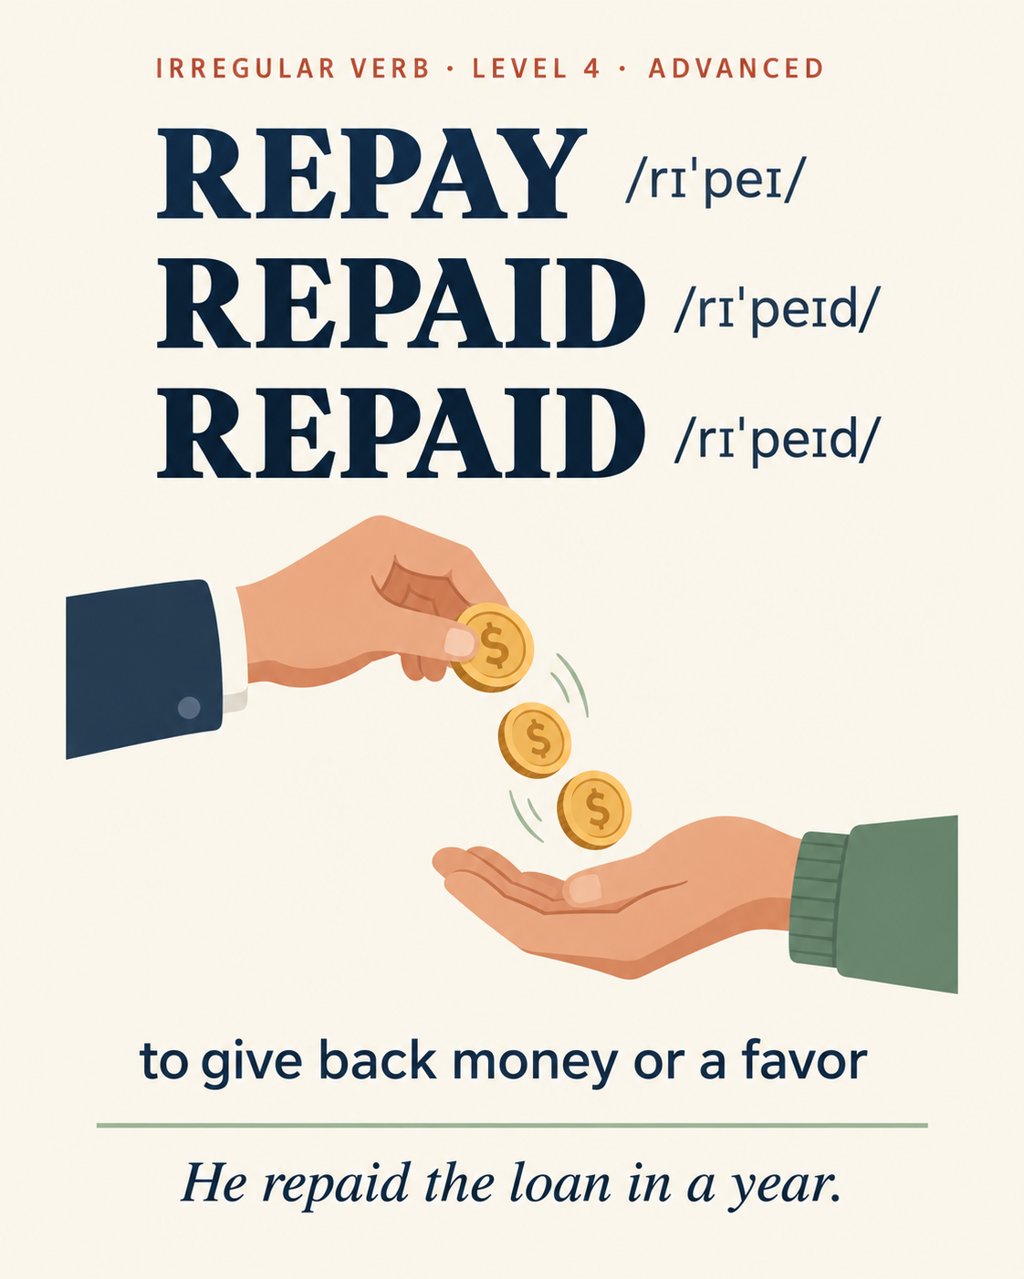 IRREGULAR VERB · LEVEL 4 · ADVANCED
REPAY /rɪˈpeɪ/
REPAID /rɪˈpeɪd/
REPAID /rɪˈpeɪd/
$
$
$
to give back money or a favor
He repaid the loan in a year.